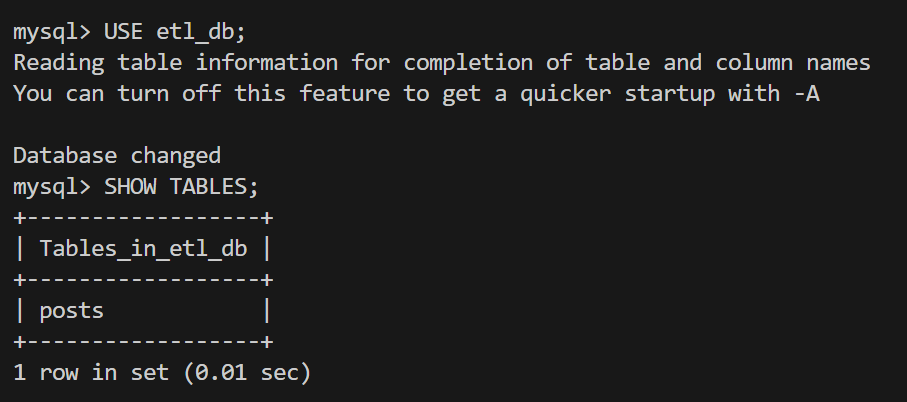 mysql> USE etl_db;
Reading table information for completion of table and column names
You can turn off this feature to get a quicker startup with -A

Database changed
mysql> SHOW TABLES;
+------------------+
| Tables_in_etl_db |
+------------------+
| posts            |
+------------------+
1 row in set (0.01 sec)